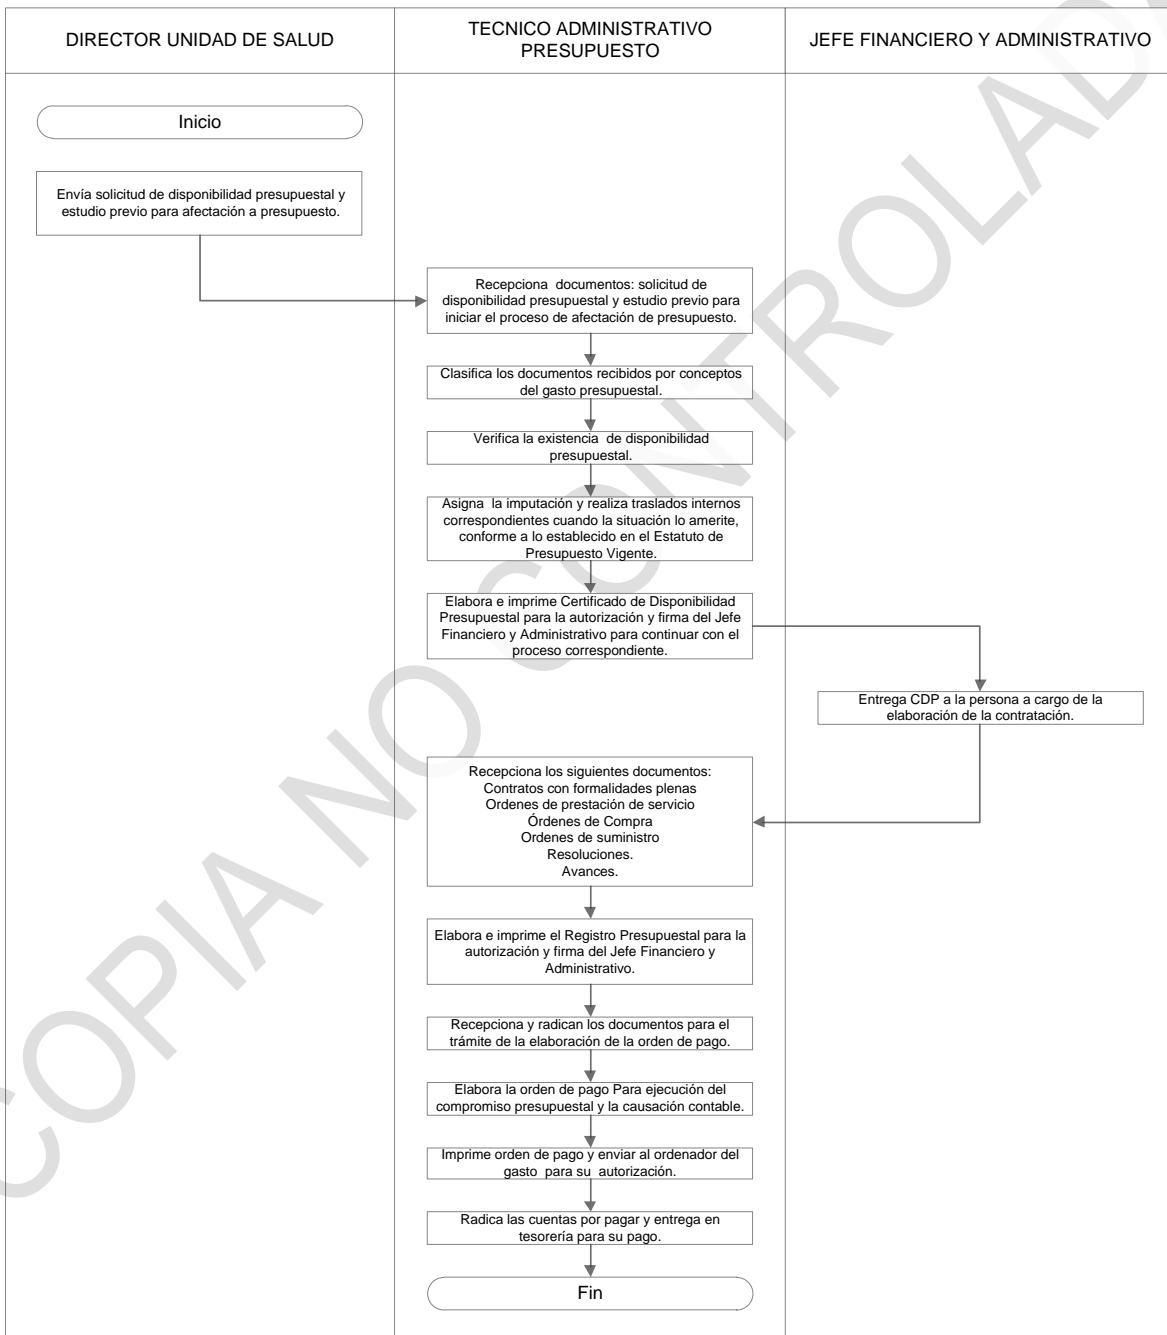 DIRECTOR UNIDAD DE SALUD
TECNICO ADMINISTRATIVO
PRESUPUESTO
JEFE FINANCIERO Y ADMINISTRATIVO
Inicio
Envía solicitud de disponibilidad presupuestal y
estudio previo para afectación a presupuesto.
Recepciona documentos: solicitud de
disponibilidad presupuestal y estudio previo para
iniciar el proceso de afectación de presupuesto.
Clasifica los documentos recibidos por conceptos
del gasto presupuestal.
Verifica la existencia de disponibilidad
presupuestal.
Asigna la imputación y realiza traslados internos
correspondientes cuando la situación lo amerite,
conforme a lo establecido en el Estatuto de
Presupuesto Vigente.
Elabora e imprime Certificado de Disponibilidad
Presupuestal para la autorización y firma del Jefe
Financiero y Administrativo para continuar con el
proceso correspondiente.
Entrega CDP a la persona a cargo de la
elaboración de la contratación.
Recepciona los siguientes documentos:
Contratos con formalidades plenas
Ordenes de prestación de servicio
Órdenes de Compra
Ordenes de suministro
Resoluciones.
Avances.
Elabora e imprime el Registro Presupuestal para la
autorización y firma del Jefe Financiero y
Administrativo.
Recepciona y radican los documentos para el
trámite de la elaboración de la orden de pago.
Elabora la orden de pago Para ejecución del
compromiso presupuestal y la causación contable.
Imprime orden de pago y enviar al ordenador del
gasto para su autorización.
Radica las cuentas por pagar y entrega en
tesorería para su pago.
Fin
COPIA NO CONTROLADA